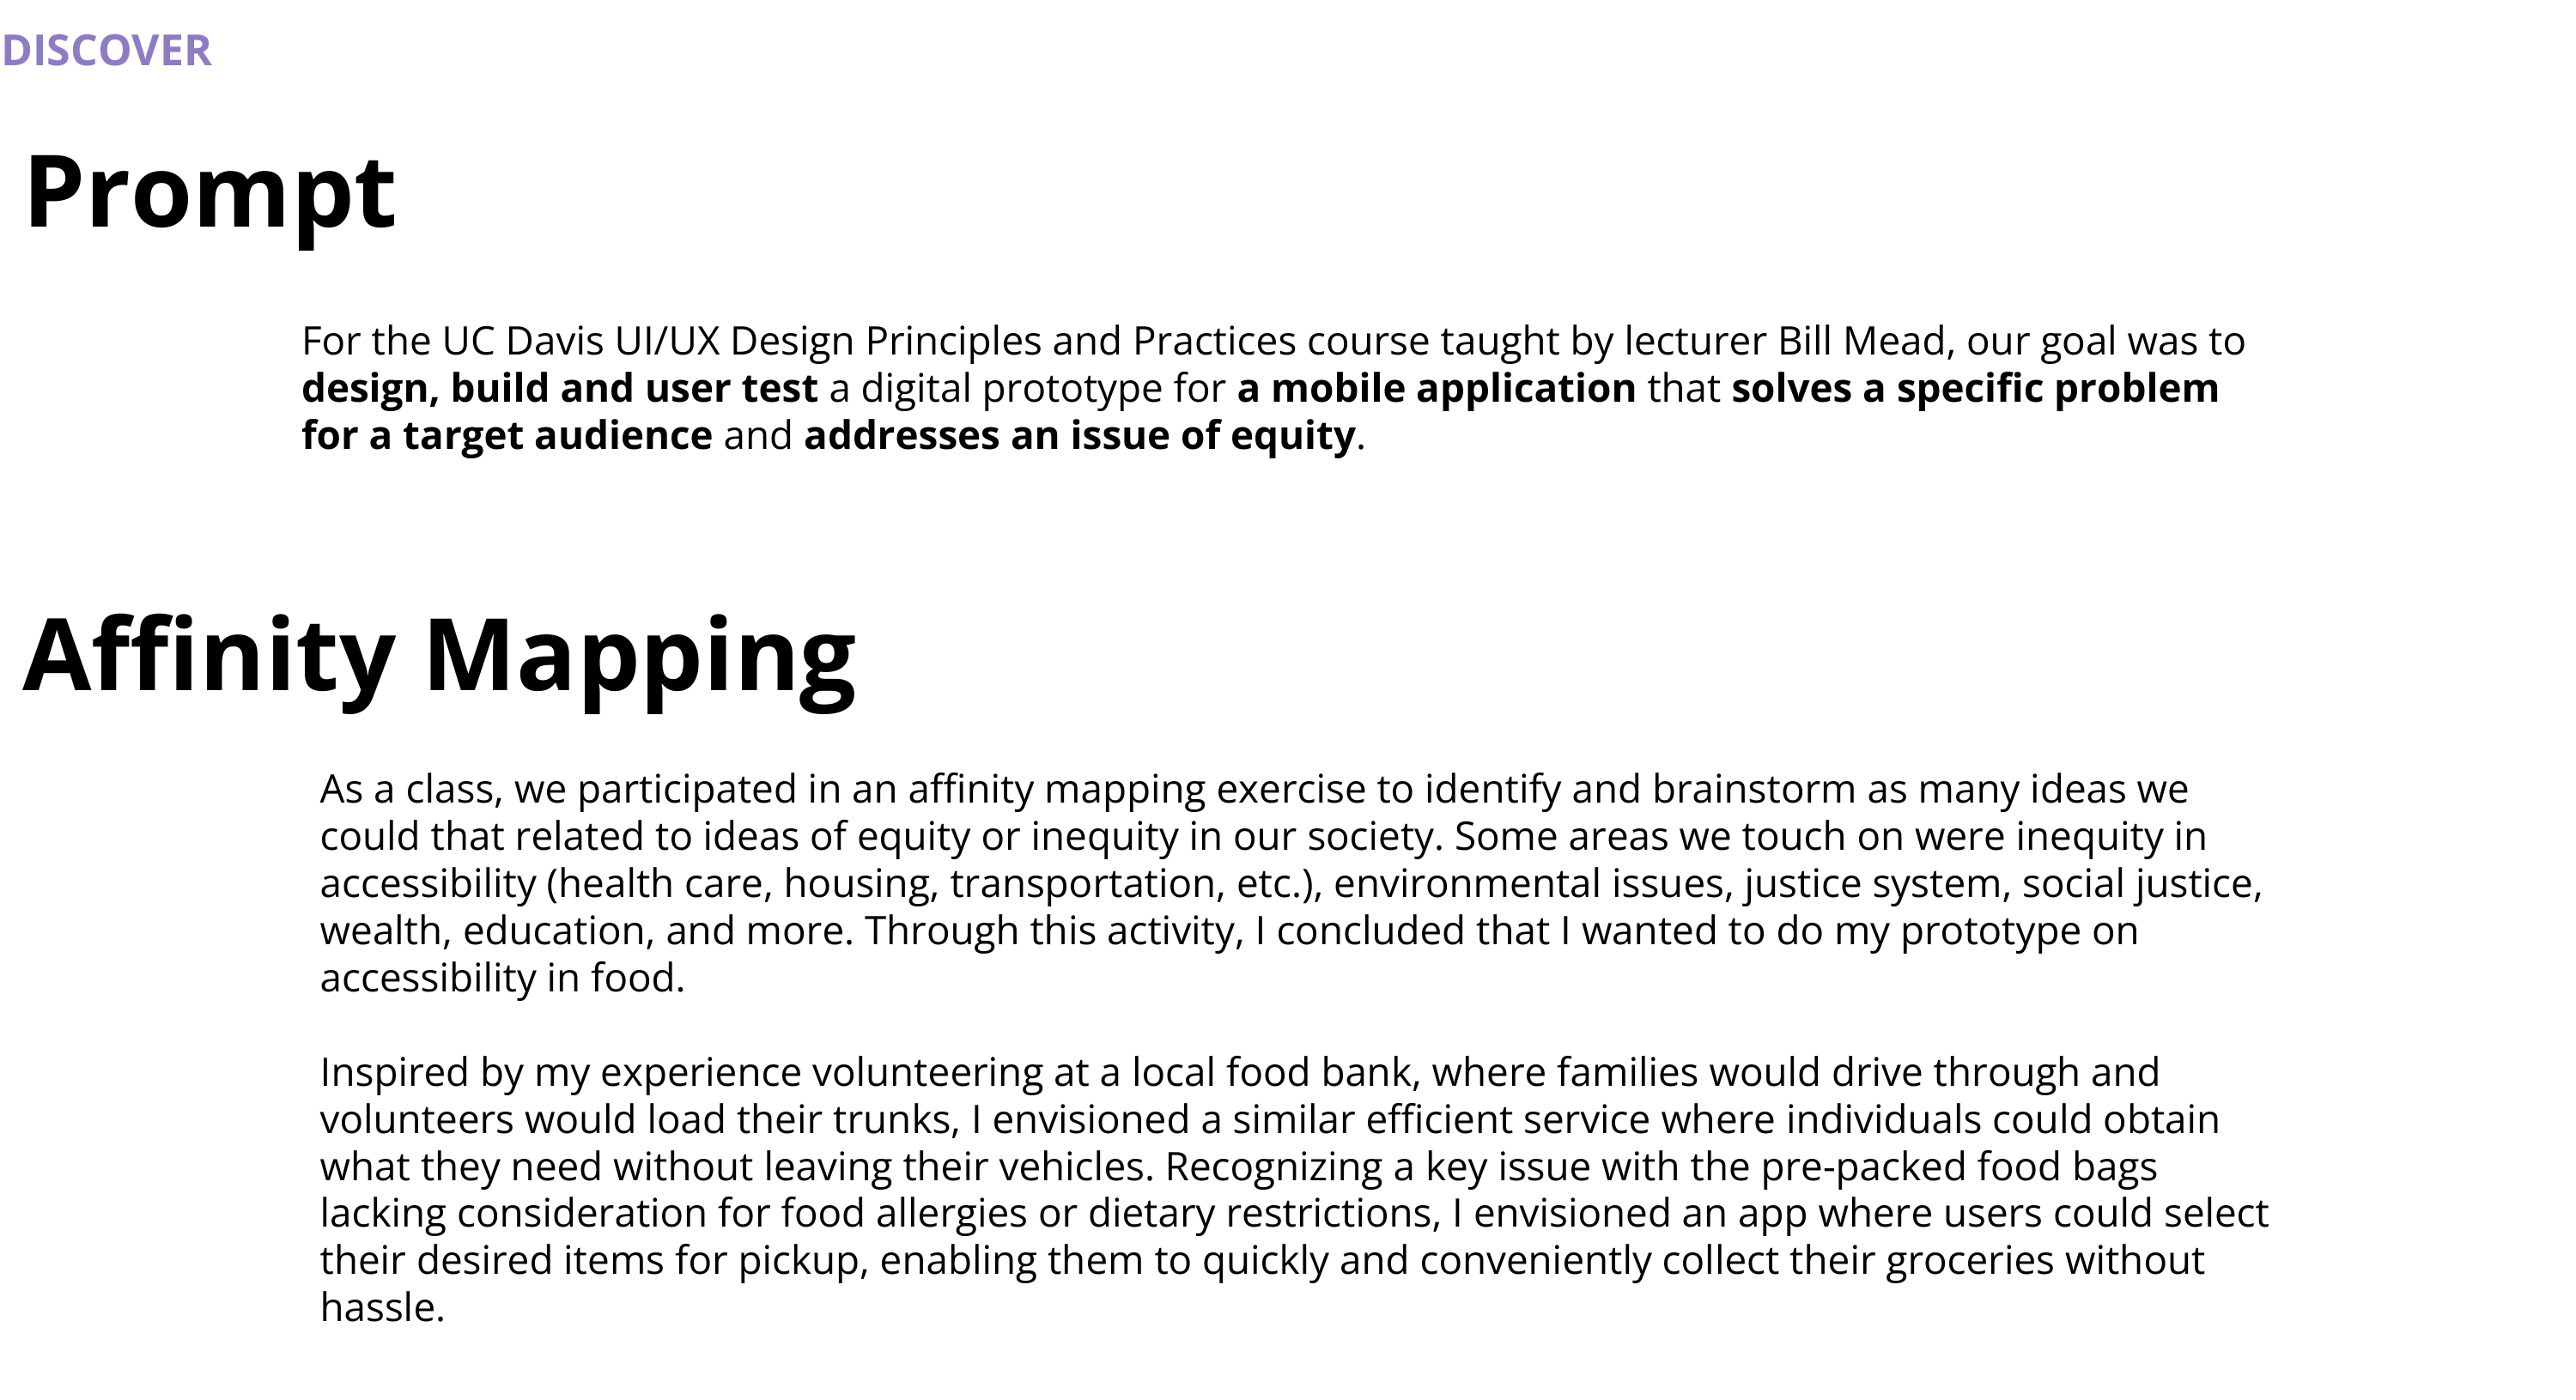 DISCOVER
Prompt
For the UC Davis UI/UX Design Principles and Practices course taught by lecturer Bill Mead, our goal was to
design, build and user test a digital prototype for a mobile application that solves a specific problem
for a target audience and addresses an issue of equity.
Affinity Mapping
As a class, we participated in an affinity mapping exercise to identify and brainstorm as many ideas we
could that related to ideas of equity or inequity in our society. Some areas we touch on were inequity in
accessibility (health care, housing, transportation, etc.), environmental issues, justice system, social justice,
wealth, education, and more. Through this activity, I concluded that I wanted to do my prototype on
accessibility in food.
Inspired by my experience volunteering at a local food bank, where families would drive through and
volunteers would load their trunks, I envisioned a similar efficient service where individuals could obtain
what they need without leaving their vehicles. Recognizing a key issue with the pre-packed food bags
lacking consideration for food allergies or dietary restrictions, I envisioned an app where users could select
their desired items for pickup, enabling them to quickly and conveniently collect their groceries without
hassle.